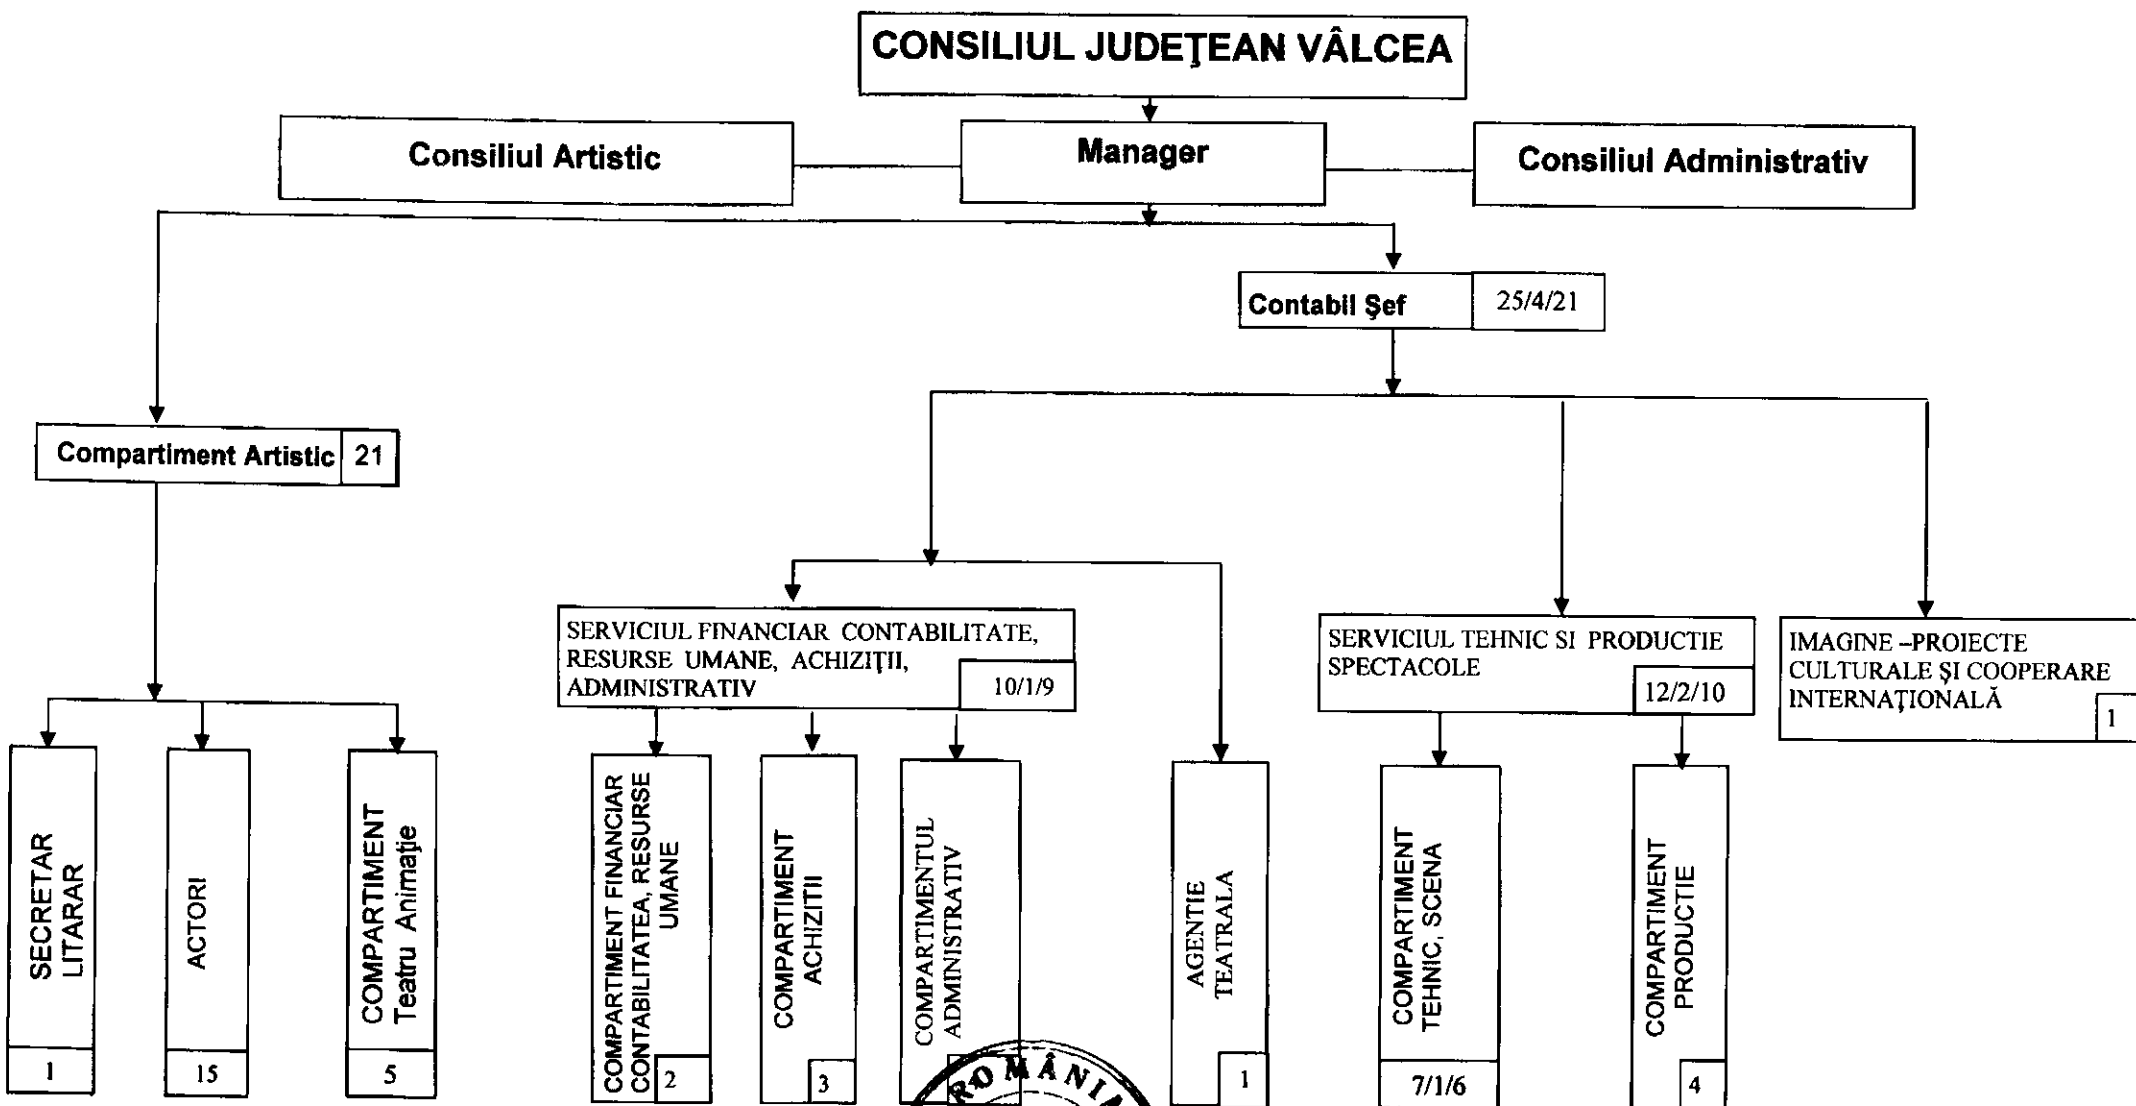 CONSILIUL JUDEŢEAN VÂLCEA
Consiliul Artistic
Manager
Consiliul Administrativ
Contabil Şef
25/4/21
Compartiment Artistic
21
SERVICIUL FINANCIAR CONTABILITATE,
RESURSE UMANE, ACHIZIŢII,
ADMINISTRATIV
10/1/9
SERVICIUL TEHNIC SI PRODUCTIE
SPECTACOLE
12/2/10
IMAGINE –PROIECTE
CULTURALE ŞI COOPERARE
INTERNAŢIONALĂ
1
SECRETAR
LITARAR
1
ACTORI
15
COMPARTIMENT
Teatru Animaţie
5
COMPARTIMENT FINANCIAR
CONTABILITATEA, RESURSE
UMANE
2
COMPARTIMENT
ACHIZITII
3
COMPARTIMENTUL
ADMINISTRATIV
AGENTIE
TEATRALA
1
COMPARTIMENT
TEHNIC, SCENA
7/1/6
COMPARTIMENT
PRODUCTIE
4
ROMÂNIA